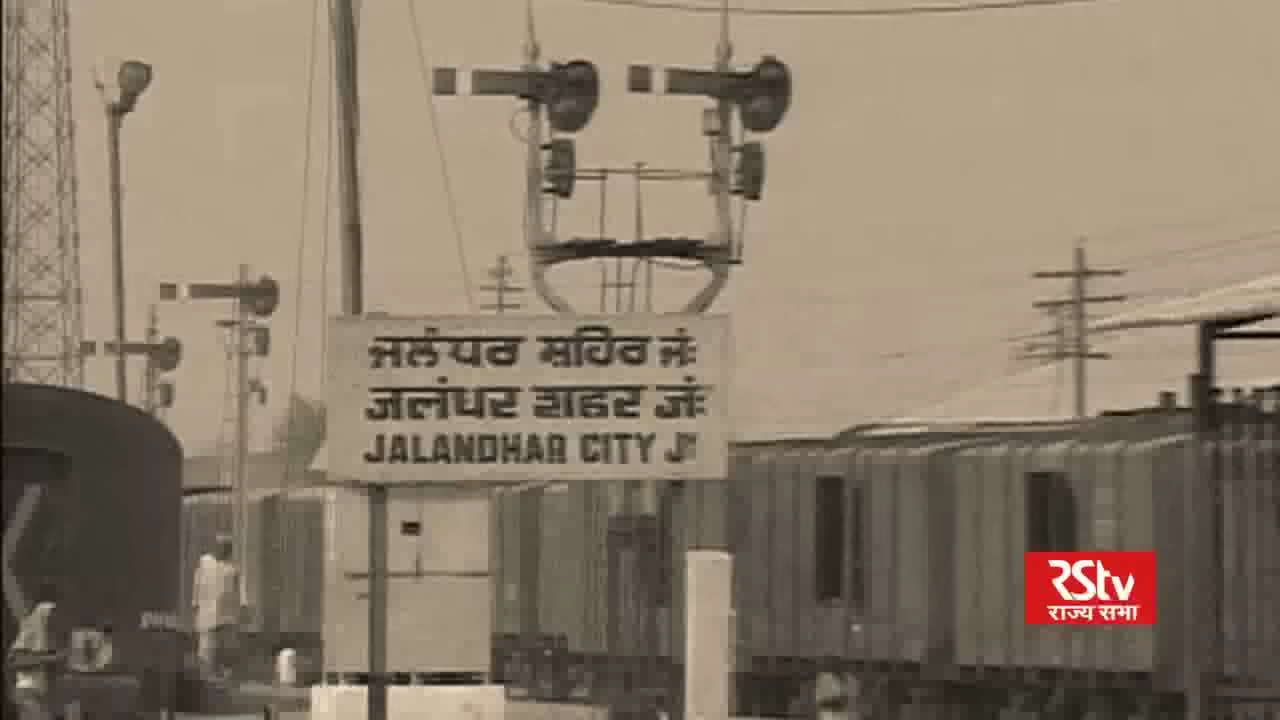 ਜਲੰਧਰ ਸ਼ਹਿਰ ਜੰ:
जलंधर शहर जं:
JALANDHAR CITY JN
RStv
राज्य सभा